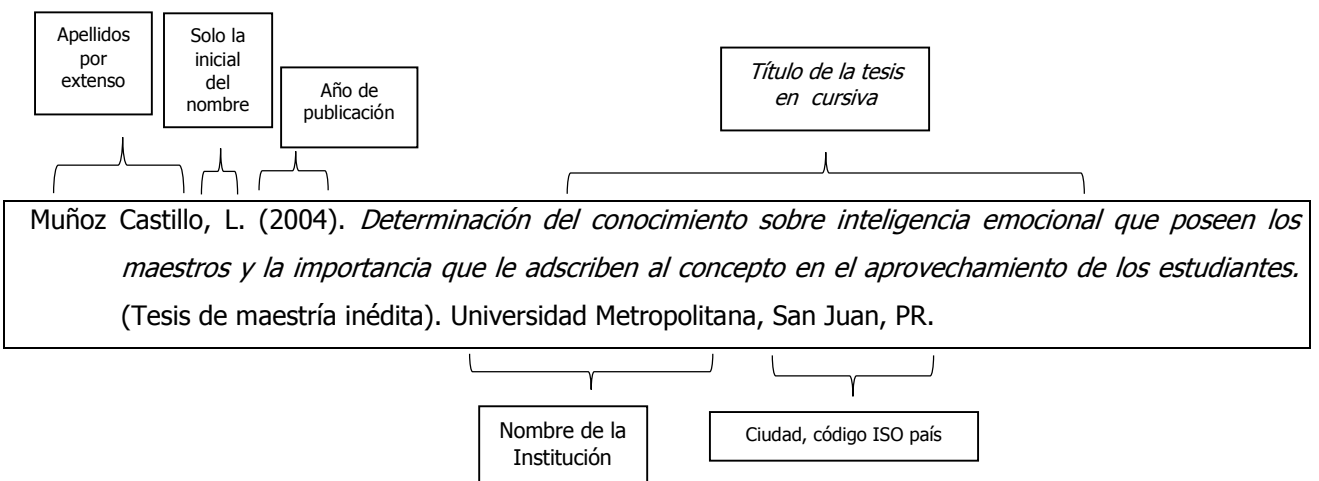 Apellidos
por
extenso
Solo la
inicial
del
nombre
Año de
publicación
Título de la tesis
en cursiva
Muñoz Castillo, L. (2004). Determinación del conocimiento sobre inteligencia emocional que poseen los
maestros y la importancia que le adscriben al concepto en el aprovechamiento de los estudiantes.
(Tesis de maestría inédita). Universidad Metropolitana, San Juan, PR.
Nombre de la
Institución
Ciudad, código ISO país